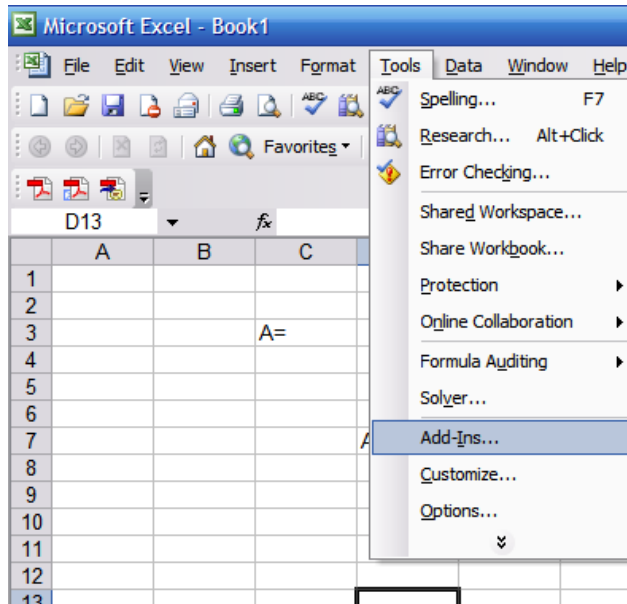 Microsoft Excel - Book1
File Edit View Insert Format Tools Data Window Help
ABC ABC Spelling... F7
Favorites Research... Alt+Click
Error Checking...
D13 fx Shared Workspace...
A B C Share Workbook...
1 Protection
2 Online Collaboration
3 A=
4 Formula Auditing
5 Solver...
6
7 A Add-Ins...
8 Customize...
9
10 Options...
11
12
13